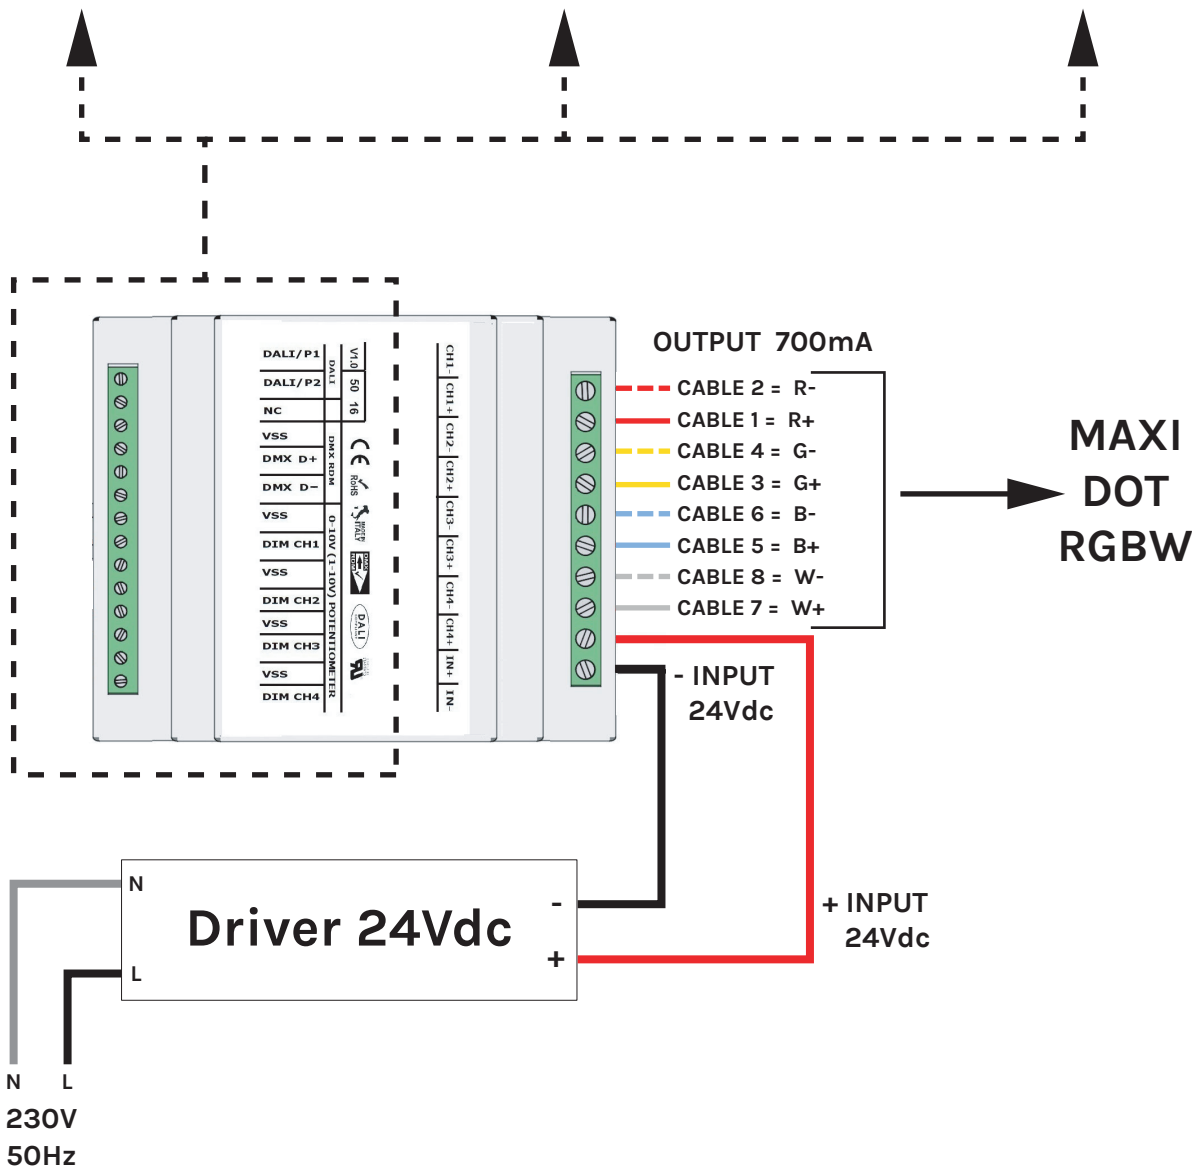 OUTPUT 700mA
CABLE 2 = R-
CABLE 1 = R+
CABLE 4 = G-
CABLE 3 = G+
CABLE 6 = B-
CABLE 5 = B+
CABLE 8 = W-
CABLE 7 = W+
MAXI
DOT
RGBW
DALI/P1
DALI/P2
NC
VSS
DMX D+
DMX D-
VSS
DIM CH1
VSS
DIM CH2
VSS
DIM CH3
VSS
DIM CH4
DALI
DMX RDM
0-10V (1-10V) POTENTIOMETER
V1.0 50 16
CE
RoHS
ITALY
DALI
CH1-
CH1+
CH2-
CH2+
CH3-
CH3+
CH4-
CH4+
IN+
IN-
- INPUT
24Vdc
+ INPUT
24Vdc
N
L
Driver 24Vdc
-
+
N L
230V
50Hz